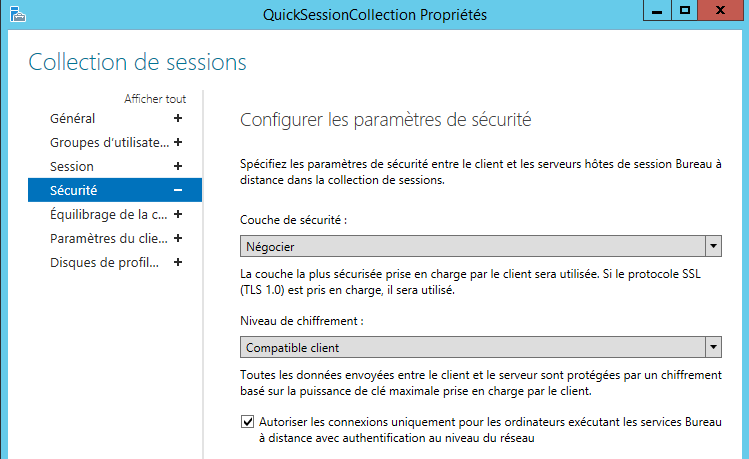 QuickSessionCollection Propriétés
Collection de sessions
Afficher tout
Général
Groupes d'utilisate...
Session
Sécurité
Équilibrage de la c...
Paramètres du clie...
Disques de profil...
Configurer les paramètres de sécurité
Spécifiez les paramètres de sécurité entre le client et les serveurs hôtes de session Bureau à
distance dans la collection de sessions.
Couche de sécurité :
Négocier
La couche la plus sécurisée prise en charge par le client sera utilisée. Si le protocole SSL
(TLS 1.0) est pris en charge, il sera utilisé.
Niveau de chiffrement :
Compatible client
Toutes les données envoyées entre le client et le serveur sont protégées par un chiffrement
basé sur la puissance de clé maximale prise en charge par le client.
Autoriser les connexions uniquement pour les ordinateurs exécutant les services Bureau
à distance avec authentification au niveau du réseau